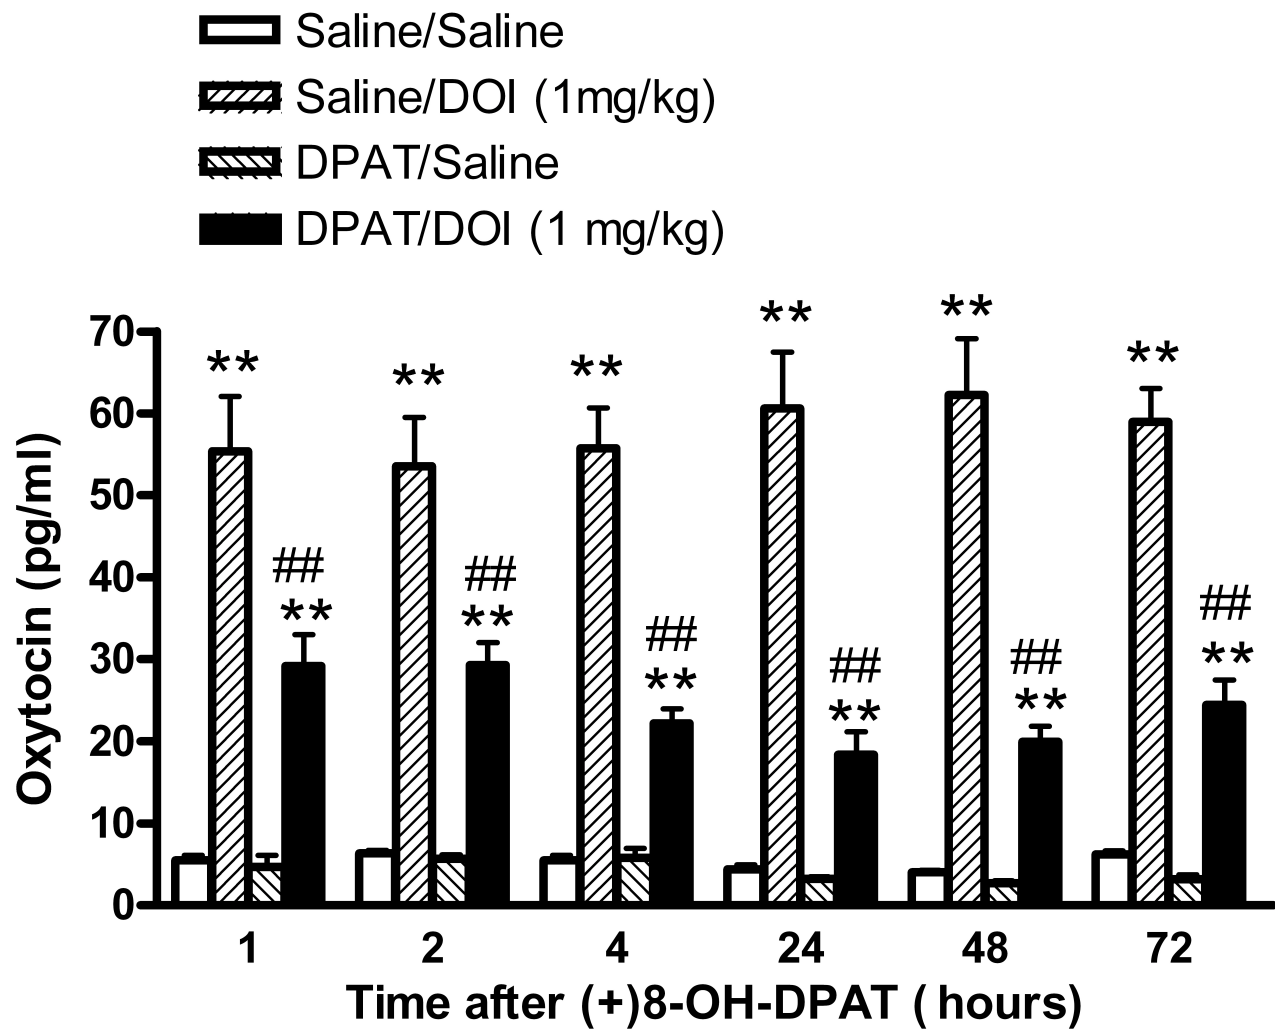 Saline/Saline
Saline/DOI (1mg/kg)
DPAT/Saline
DPAT/DOI (1 mg/kg)
** ** ** ** ** **
## ## ## ## ## ##
** ** ** ** ** **
Oxytocin (pg/ml)
70
60
50
40
30
20
10
0
1 2 4 24 48 72
Time after (+)8-OH-DPAT ( hours)